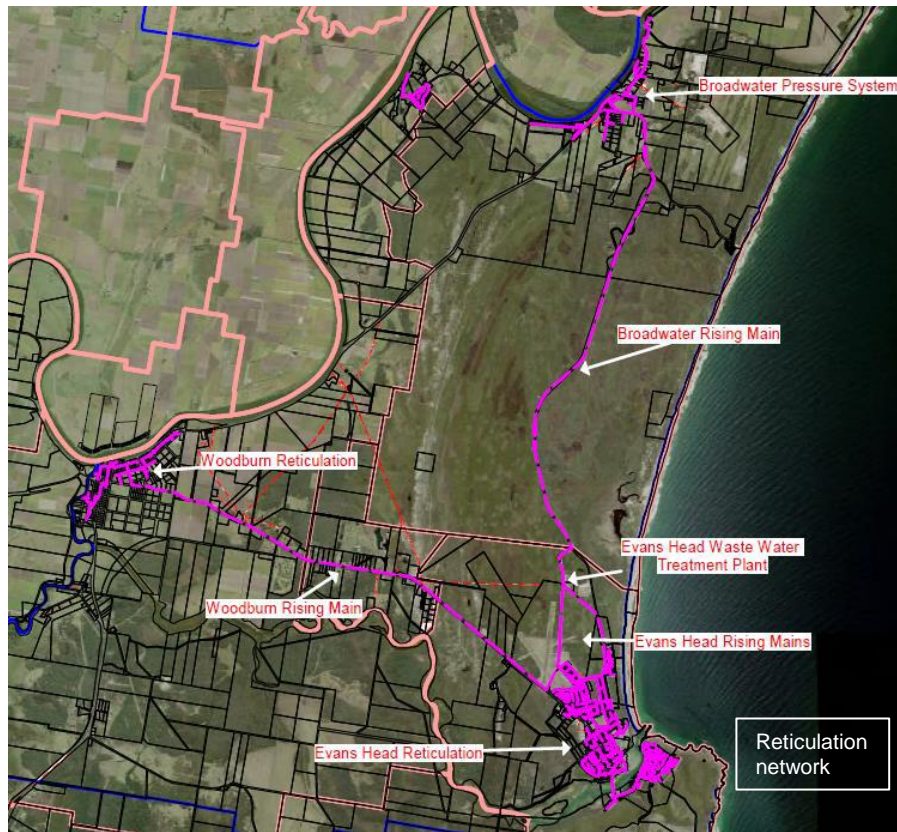 Broadwater Pressure System
Broadwater Rising Main
Woodburn Reticulation
Evans Head Waste Water
Treatment Plant
Woodburn Rising Main
Evans Head Rising Mains
Evans Head Reticulation
Reticulation
network